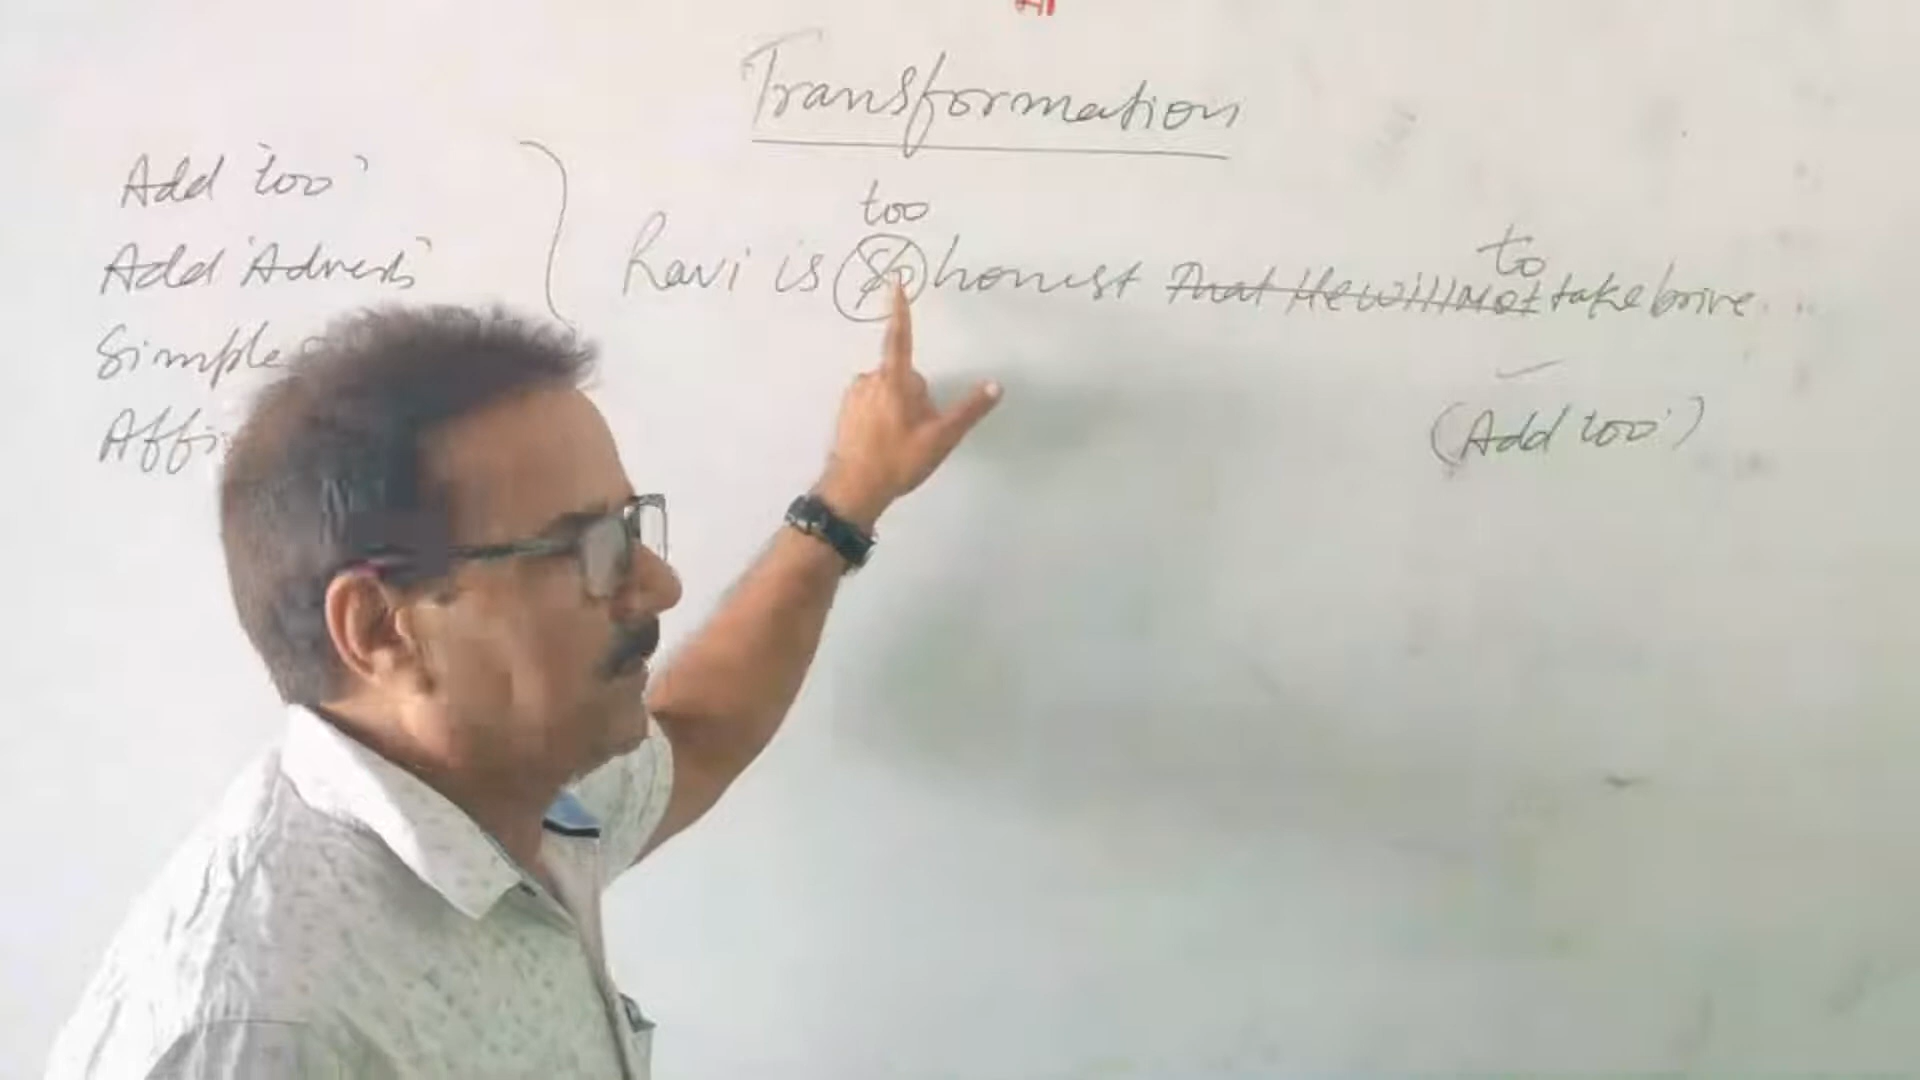 मा
Transformation
Add 'too'
Add 'Adverb'
Simple
Affi
too
Ravi is So honest That He will Not take brive.
to
(Add 'too')